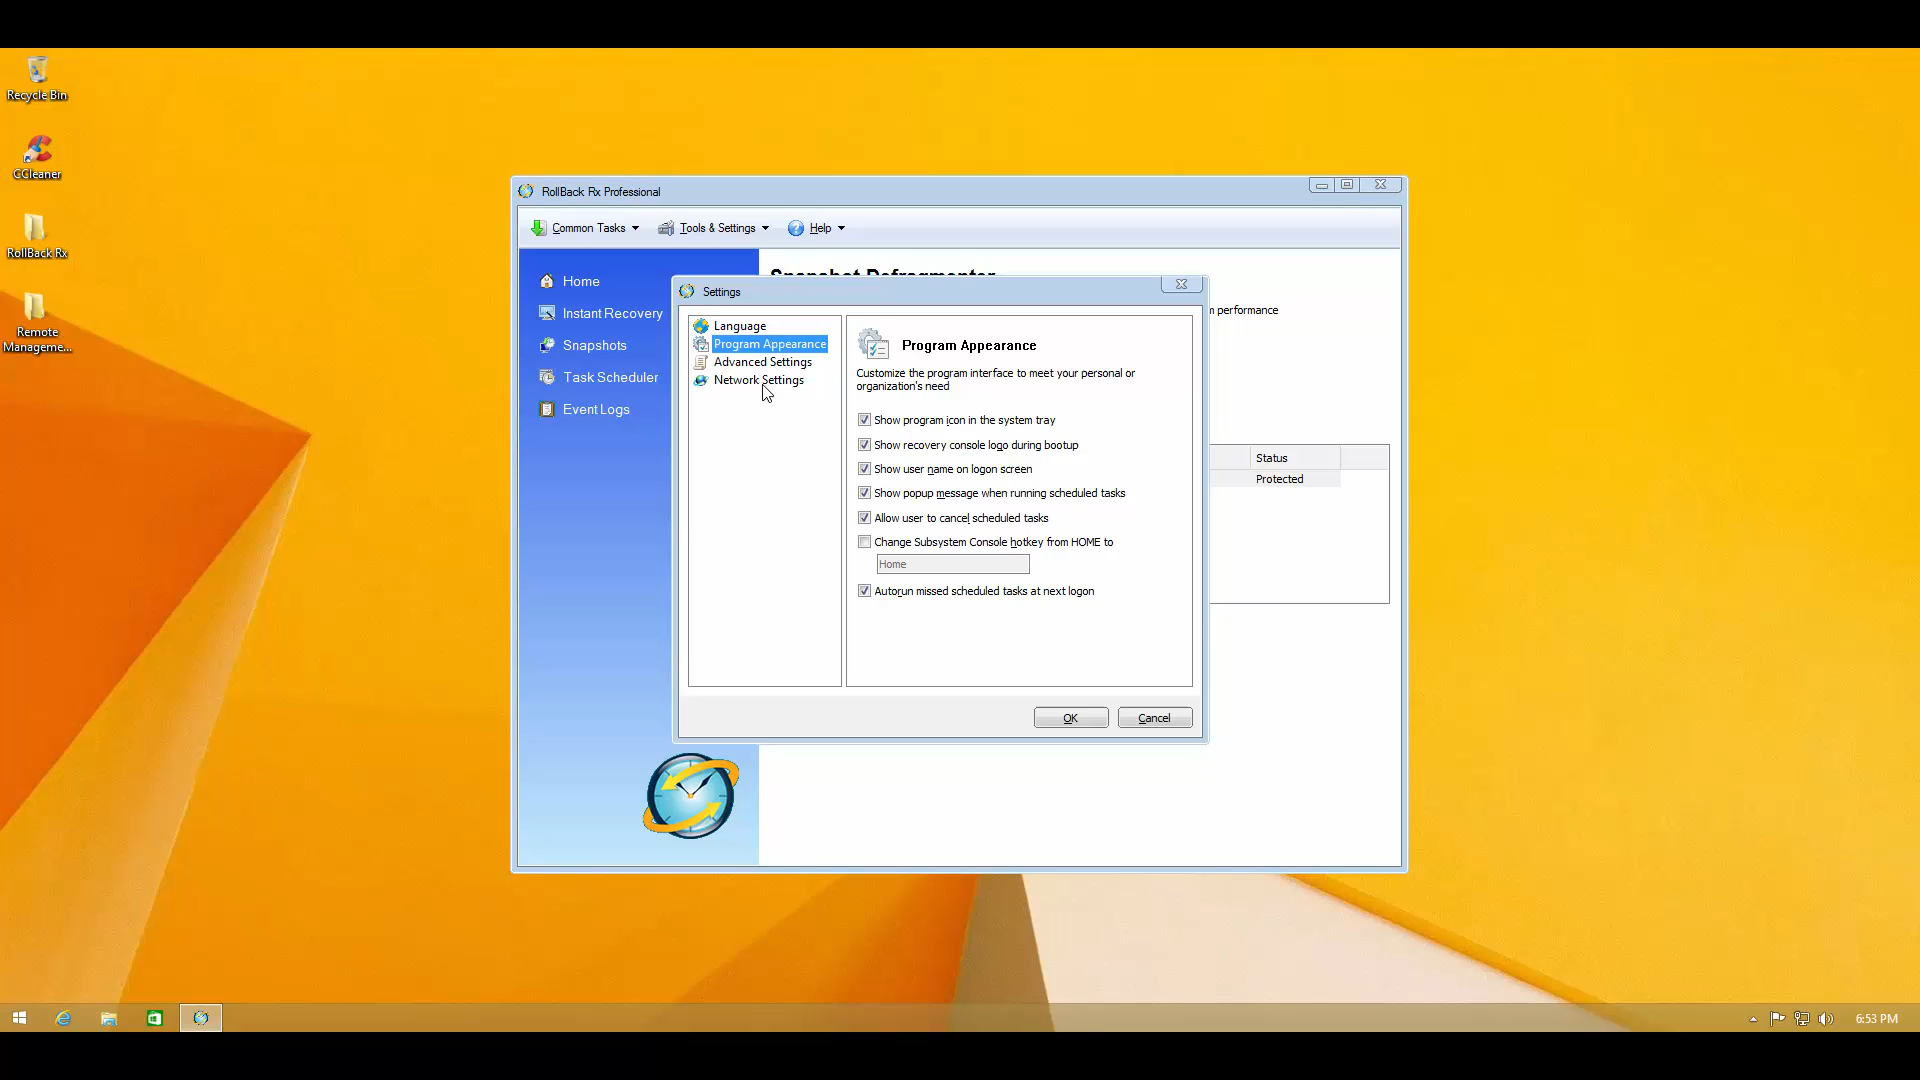 Recycle Bin
CCleaner
RollBack Rx
Remote
Manageme...
RollBack Rx Professional
Common Tasks
Tools & Settings
Help
Home
Instant Recovery
Snapshots
Task Scheduler
Event Logs
Snapshot Defragmenter
performance
Status
Protected
Settings
Language
Program Appearance
Advanced Settings
Network Settings
Program Appearance
Customize the program interface to meet your personal or
organization's need
Show program icon in the system tray
Show recovery console logo during bootup
Show user name on logon screen
Show popup message when running scheduled tasks
Allow user to cancel scheduled tasks
Change Subsystem Console hotkey from HOME to
Home
Autorun missed scheduled tasks at next logon
OK
Cancel
6:53 PM